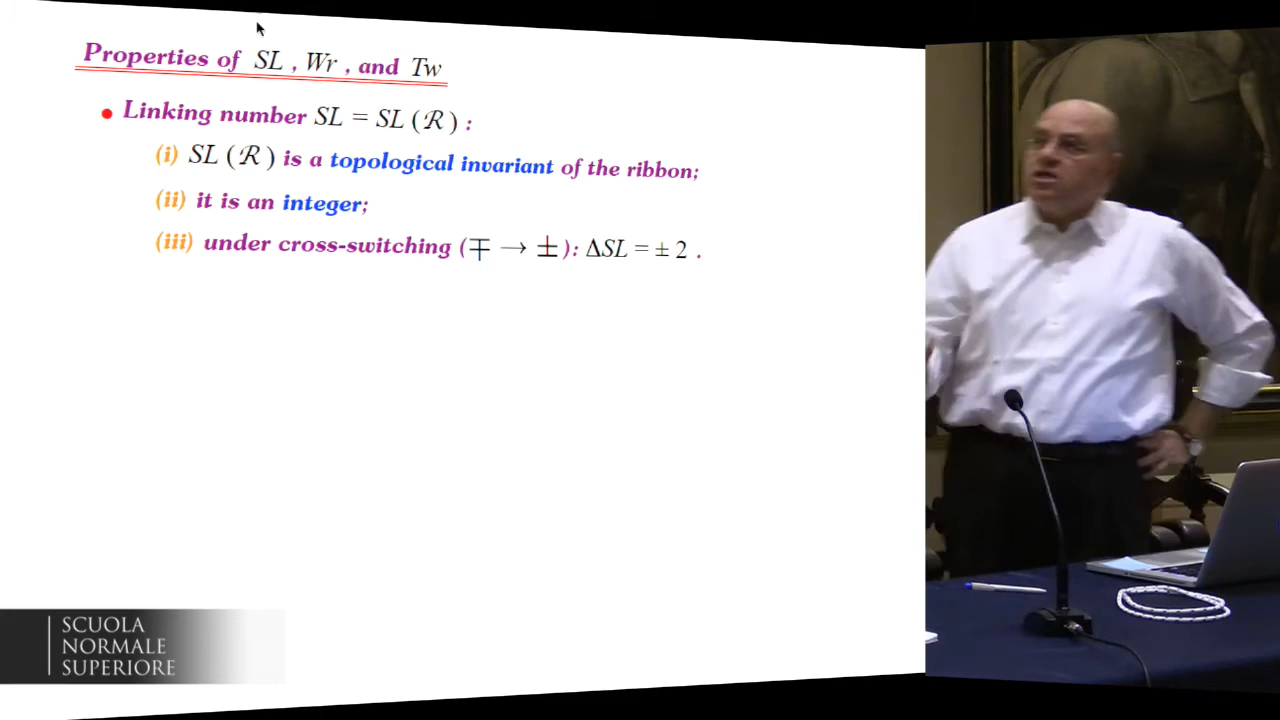 Properties of SL , Wr , and Tw
• Linking number SL = SL (ℛ) :
(i) SL (ℛ) is a topological invariant of the ribbon;
(ii) it is an integer;
(iii) under cross-switching (∓ → ±): ΔSL = ± 2 .
SCUOLA
NORMALE
SUPERIORE